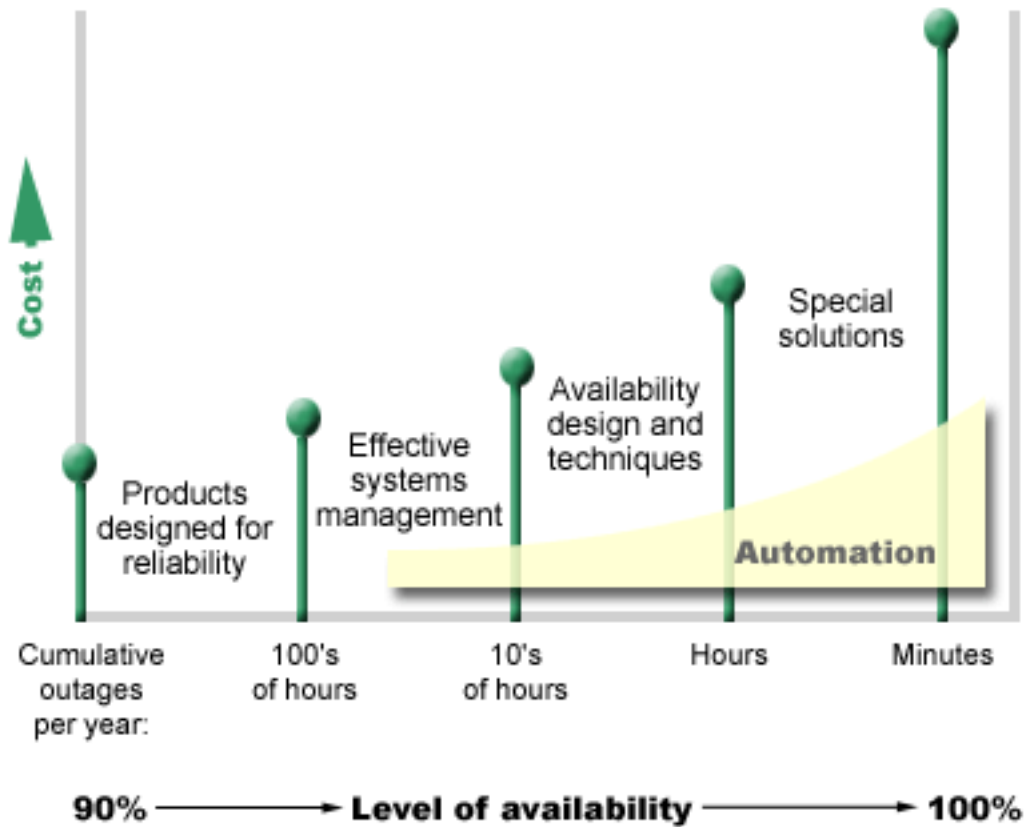 Cost
Products
designed for
reliability
Effective
systems
management
Availability
design and
techniques
Special
solutions
Automation
Cumulative
outages
per year:
100's
of hours
10's
of hours
Hours
Minutes
90% Level of availability 100%